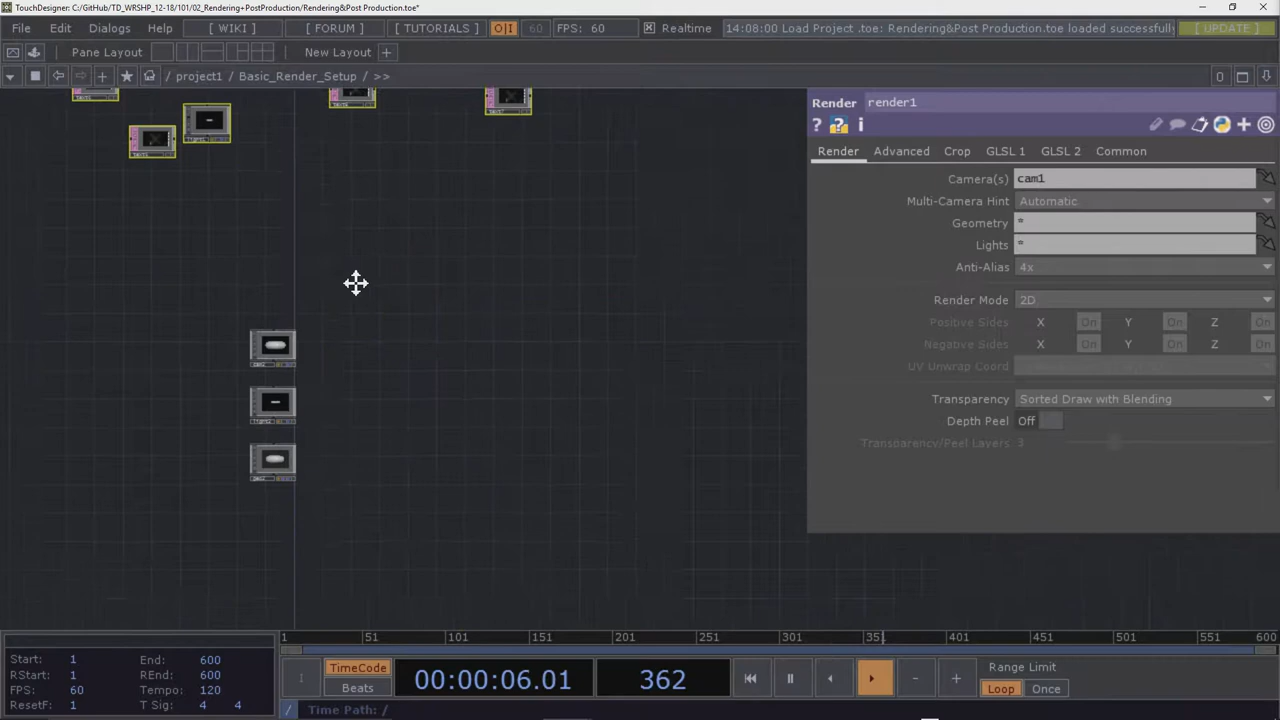 TouchDesigner: C:/GitHub/TD_WRSHP_12-18/101/02_Rendering+PostProduction/Rendering&Post Production.toe*
File Edit Dialogs [ WIKI ] [ FORUM ] [ TUTORIALS ] O|I 60 FPS: 60 Realtime 14:08:00 Load Project .toe: Rendering&Post Production.toe loaded successfull [ UPDATE ]
Pane Layout New Layout +
/ project1 / Basic_Render_Setup / >> 0
Render render1
? ? i
Render Advanced Crop GLSL 1 GLSL 2 Common
Camera(s) cam1
Multi-Camera Hint Automatic
Geometry *
Lights *
Anti-Alias 4x
Render Mode 2D
Positive Sides X On Y On Z On
Negative Sides X On Y On Z On
UV Unwrap Coord
Transparency Sorted Draw with Blending
Depth Peel Off
Transparency/Peel Layers 3
1 51 101 151 201 251 301 351 401 451 501 551 600
Start: 1 End: 600
RStart: 1 REnd: 600
FPS: 60 Tempo: 120
ResetF: 1 T Sig: 4 4
1 TimeCode Beats 00:00:06.01 362 - + Range Limit
Loop Once
/ Time Path: /